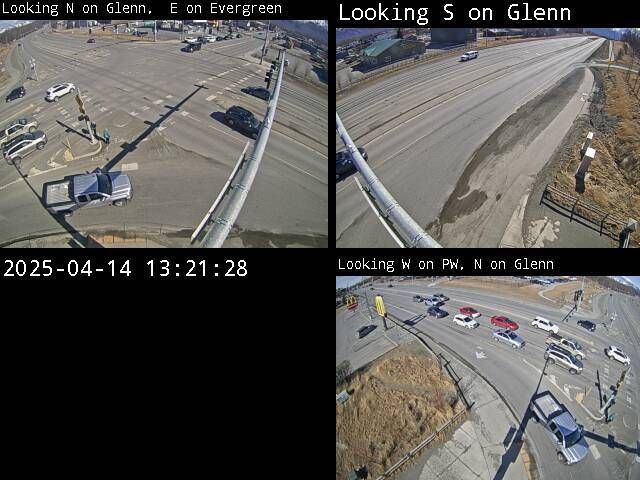 Looking N on Glenn, E on Evergreen
Looking S on Glenn
2025-04-14 13:21:28
Looking W on PW, N on Glenn